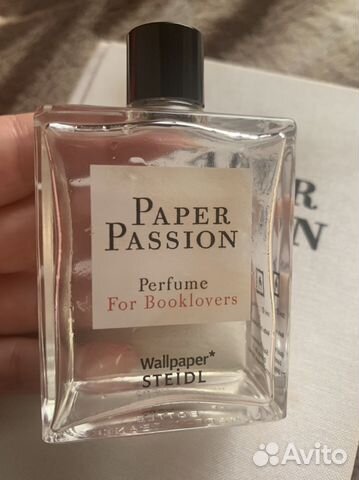 PAPER
PASSION
Perfume
For Booklovers
Wallpaper*
STEIDL
Avito